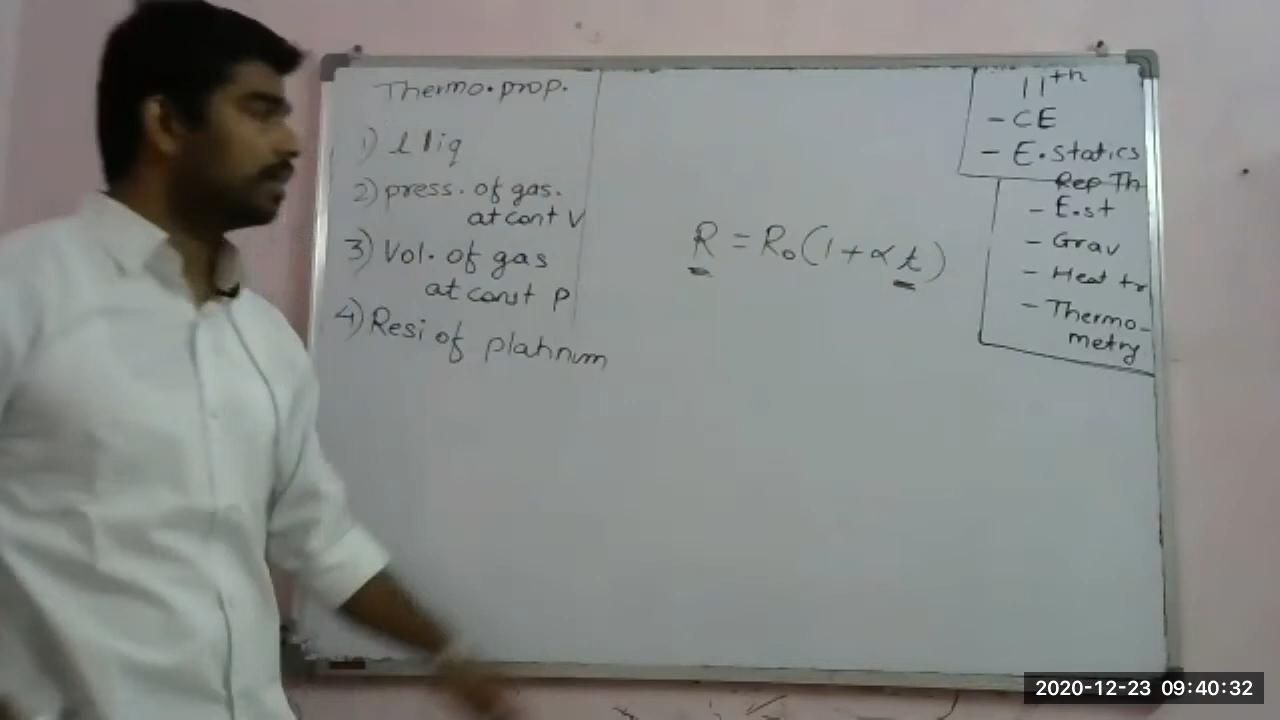 Thermo. prop.
1) l liq
2) press. of gas.
at cont V
3) Vol. of gas
at const P
4) Resi of platinum
R = R₀(1 + αt)
11th
- CE
- E. statics
Rep Th
- E.st
- Grav
- Heat tr
- Thermo-
metry
2020-12-23 09:40:32